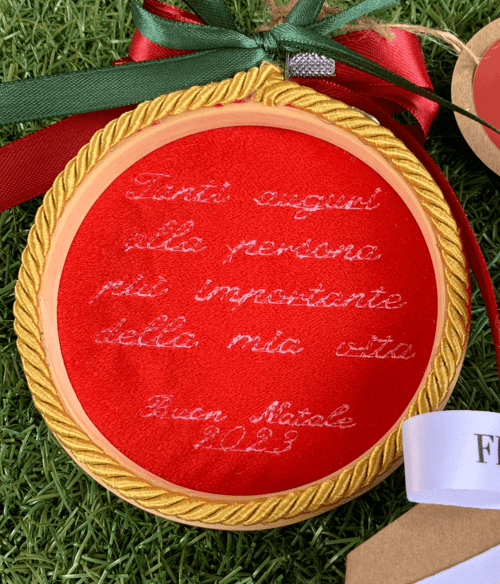 Tanti auguri
alla persona
più importante
della mia vita
Buon Natale
2023